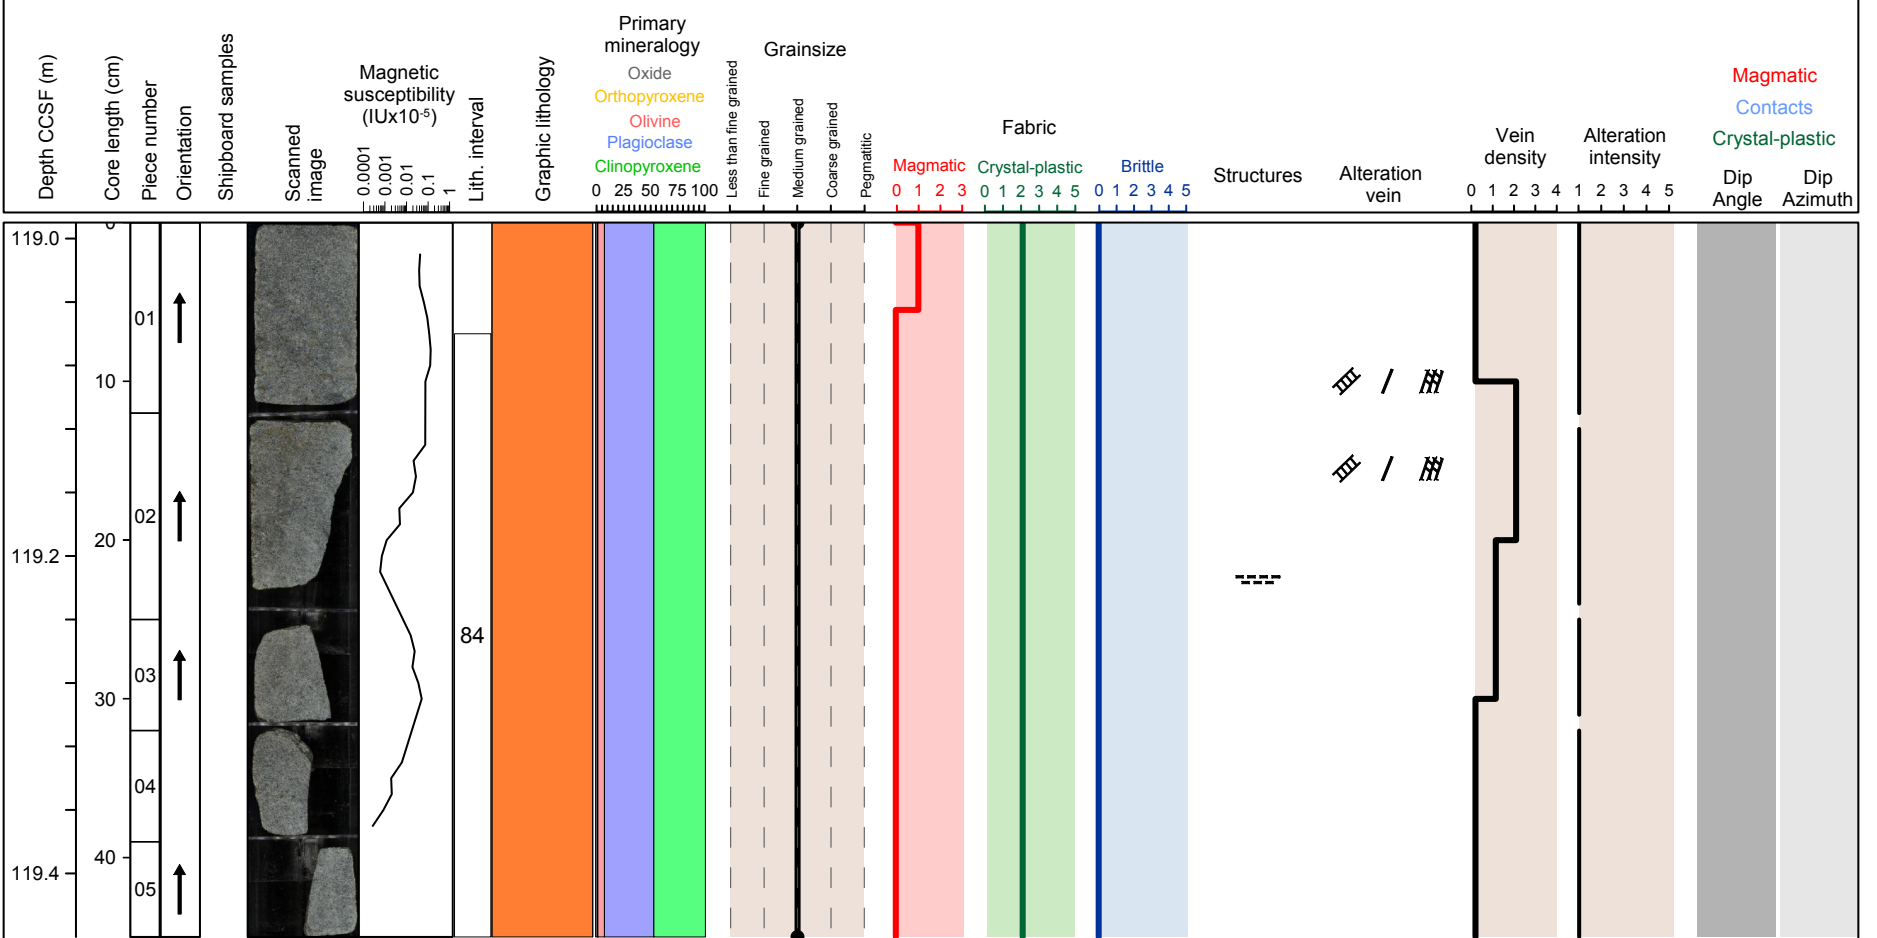 Depth CCSF (m)
Core length (cm)
Piece number
Orientation
Shipboard samples
Scanned
image
Magnetic
susceptibility
(IUx10-5)
0.0001
0.001
0.01
0.1
1
Lith. interval
Graphic lithology
Primary
mineralogy
Oxide
Orthopyroxene
Olivine
Plagioclase
Clinopyroxene
0 25 50 75 100
Grainsize
Less than fine grained
Fine grained
Medium grained
Coarse grained
Pegmatitic
Fabric
Magmatic
0 1 2 3
Crystal-plastic
0 1 2 3 4 5
Brittle
0 1 2 3 4 5
Structures
Alteration
vein
Vein
density
0 1 2 3 4
Alteration
intensity
1 2 3 4 5
Magmatic
Contacts
Crystal-plastic
Dip
Angle
Dip
Azimuth
0
119.0
01
10
02
20
119.2
84
03
30
04
40
119.4
05